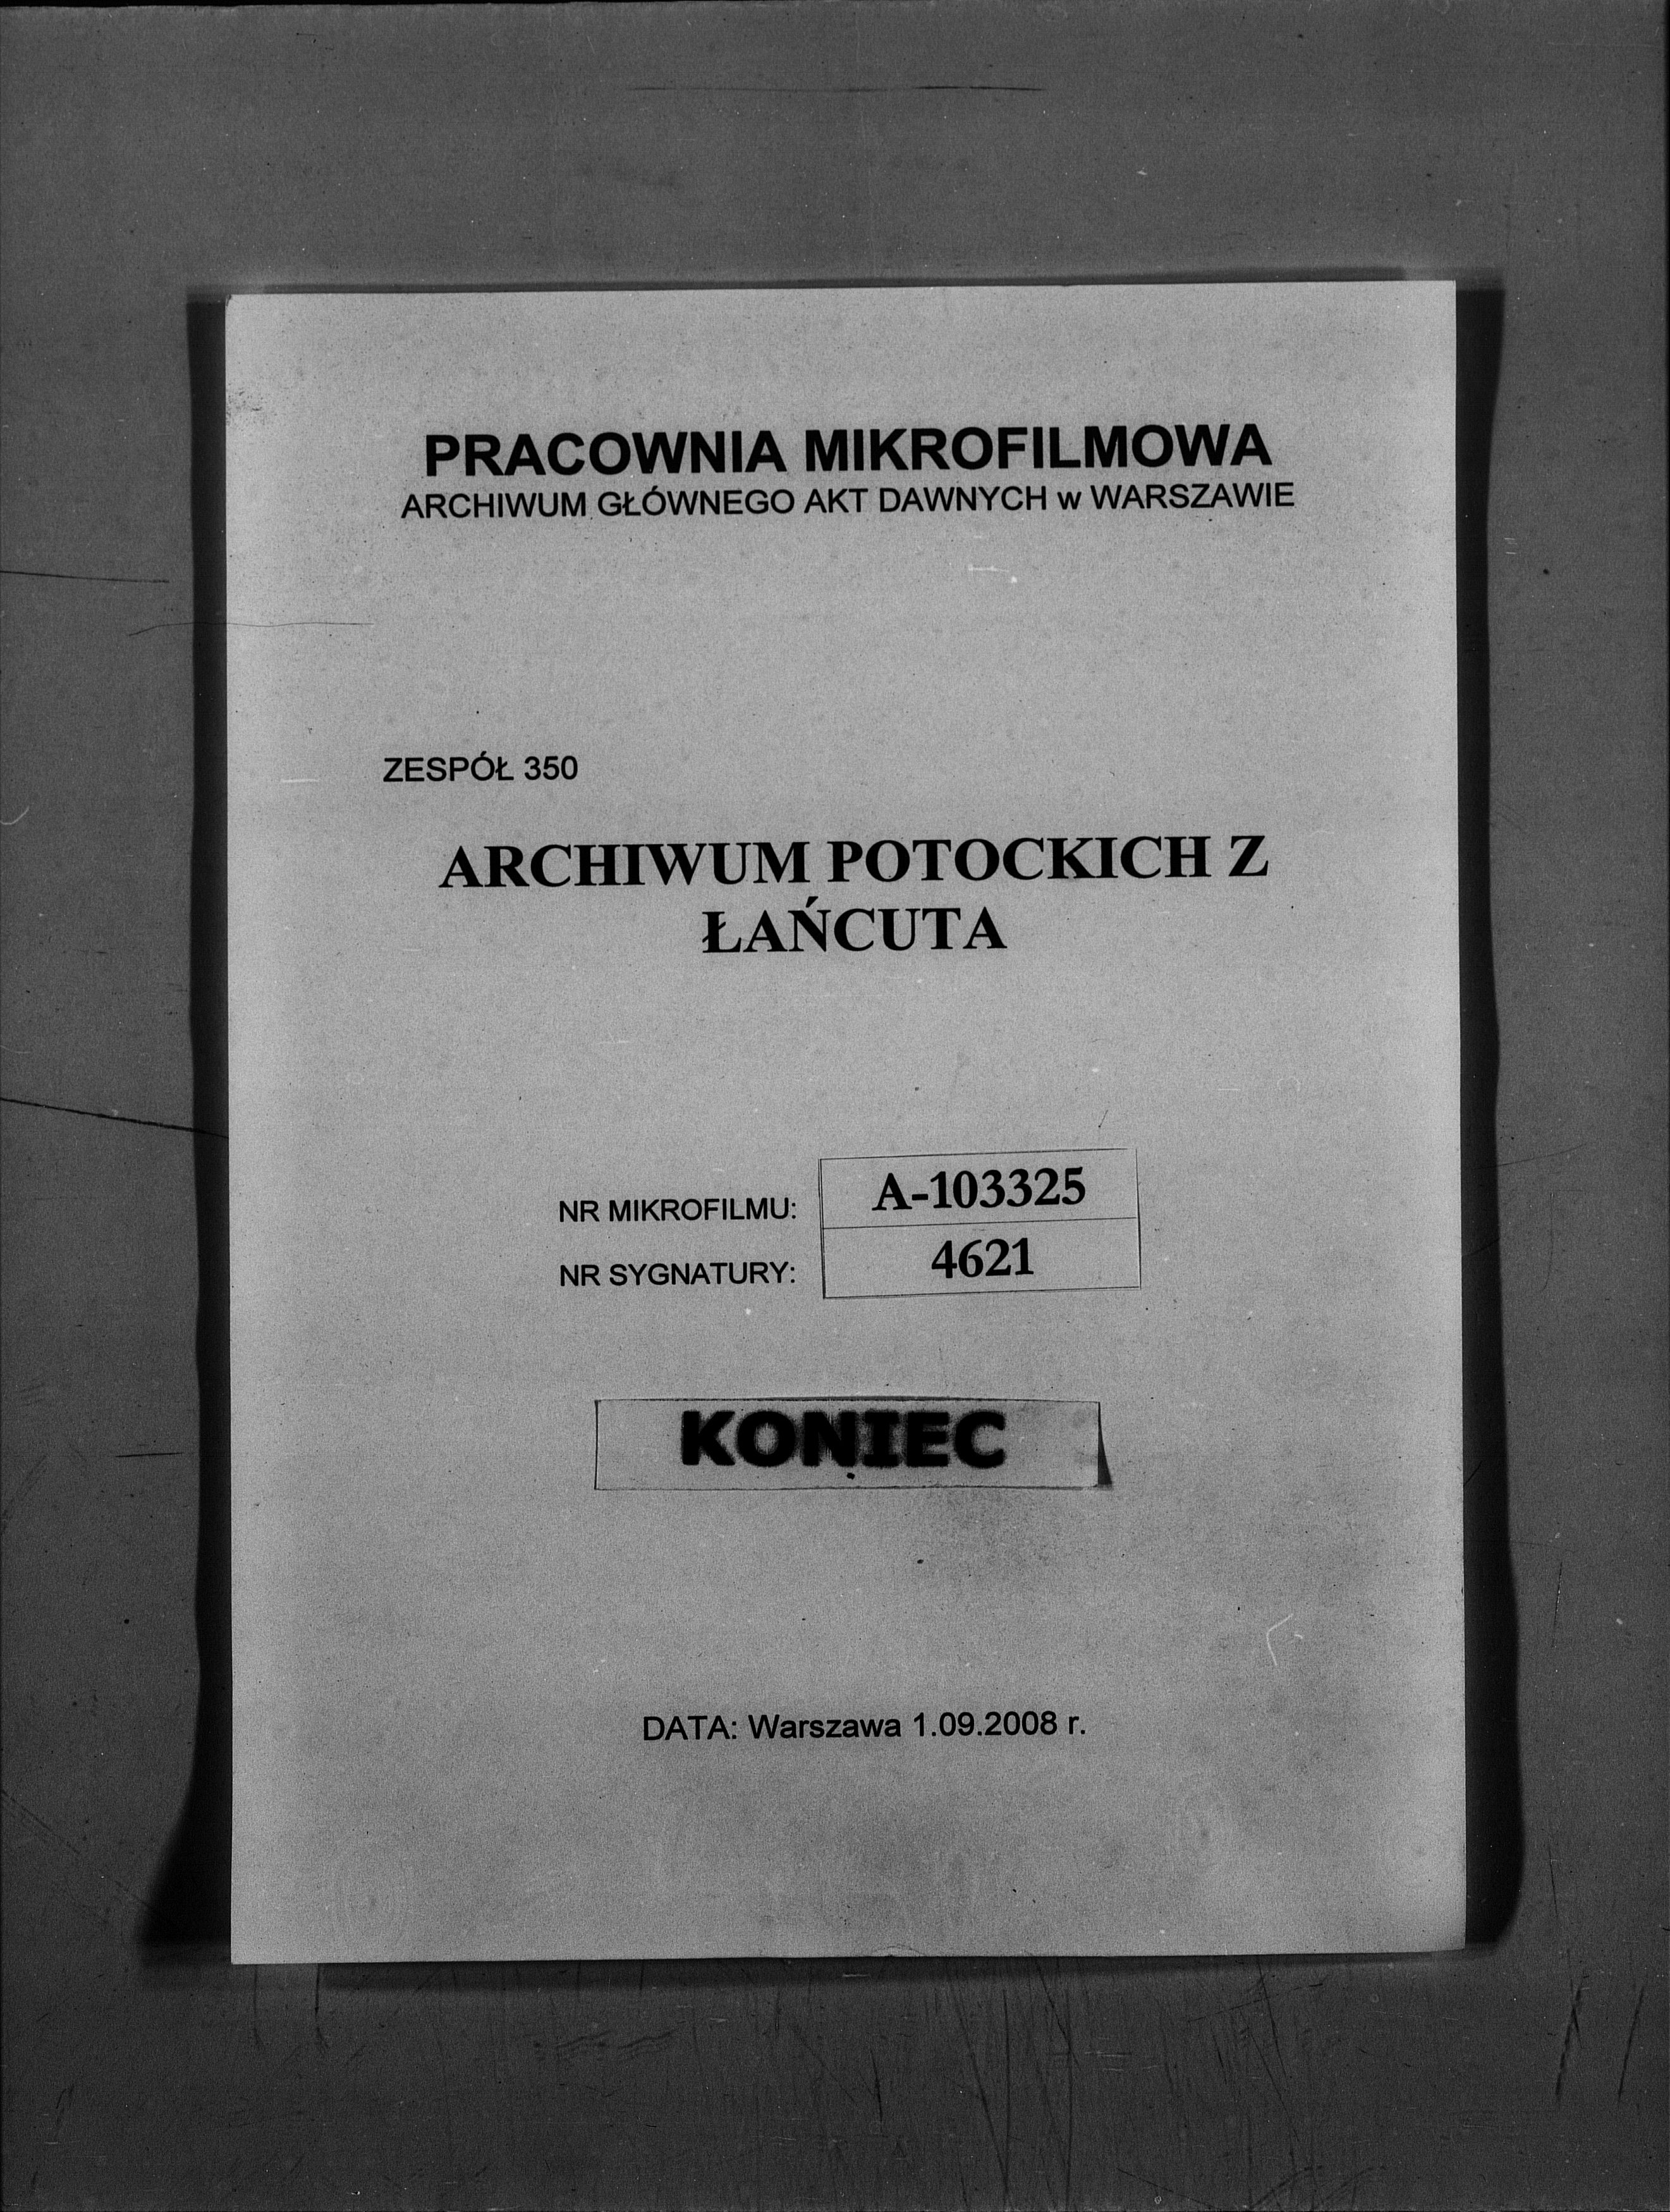 PRACOWNIA MIKROFILMOWA
ARCHIWUM GŁÓWNEGO AKT DAWNYCH w WARSZAWIE
ZESPÓŁ 350
ARCHIWUM POTOCKICH Z
ŁAŃCUTA
NR MIKROFILMU: A-103325
NR SYGNATURY: 4621
KONIEC
DATA: Warszawa 1.09.2008 r.